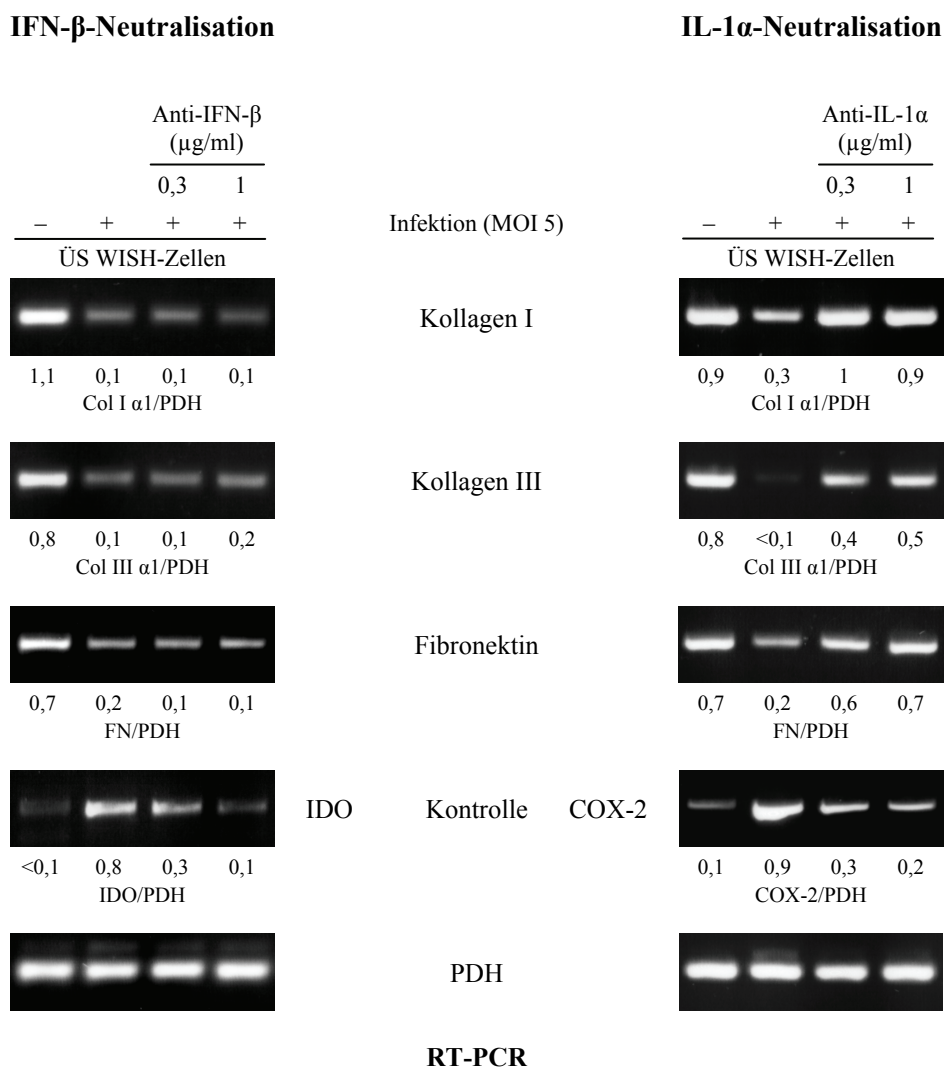 IFN-β-Neutralisation
IL-1α-Neutralisation
Anti-IFN-β
(µg/ml)
0,3 1
– + + +
ÜS WISH-Zellen
Anti-IL-1α
(µg/ml)
0,3 1
Infektion (MOI 5)
– + + +
ÜS WISH-Zellen
Kollagen I
1,1 0,1 0,1 0,1
Col I α1/PDH
0,9 0,3 1 0,9
Col I α1/PDH
Kollagen III
0,8 0,1 0,1 0,2
Col III α1/PDH
0,8 <0,1 0,4 0,5
Col III α1/PDH
Fibronektin
0,7 0,2 0,1 0,1
FN/PDH
0,7 0,2 0,6 0,7
FN/PDH
IDO Kontrolle COX-2
<0,1 0,8 0,3 0,1
IDO/PDH
0,1 0,9 0,3 0,2
COX-2/PDH
PDH
RT-PCR